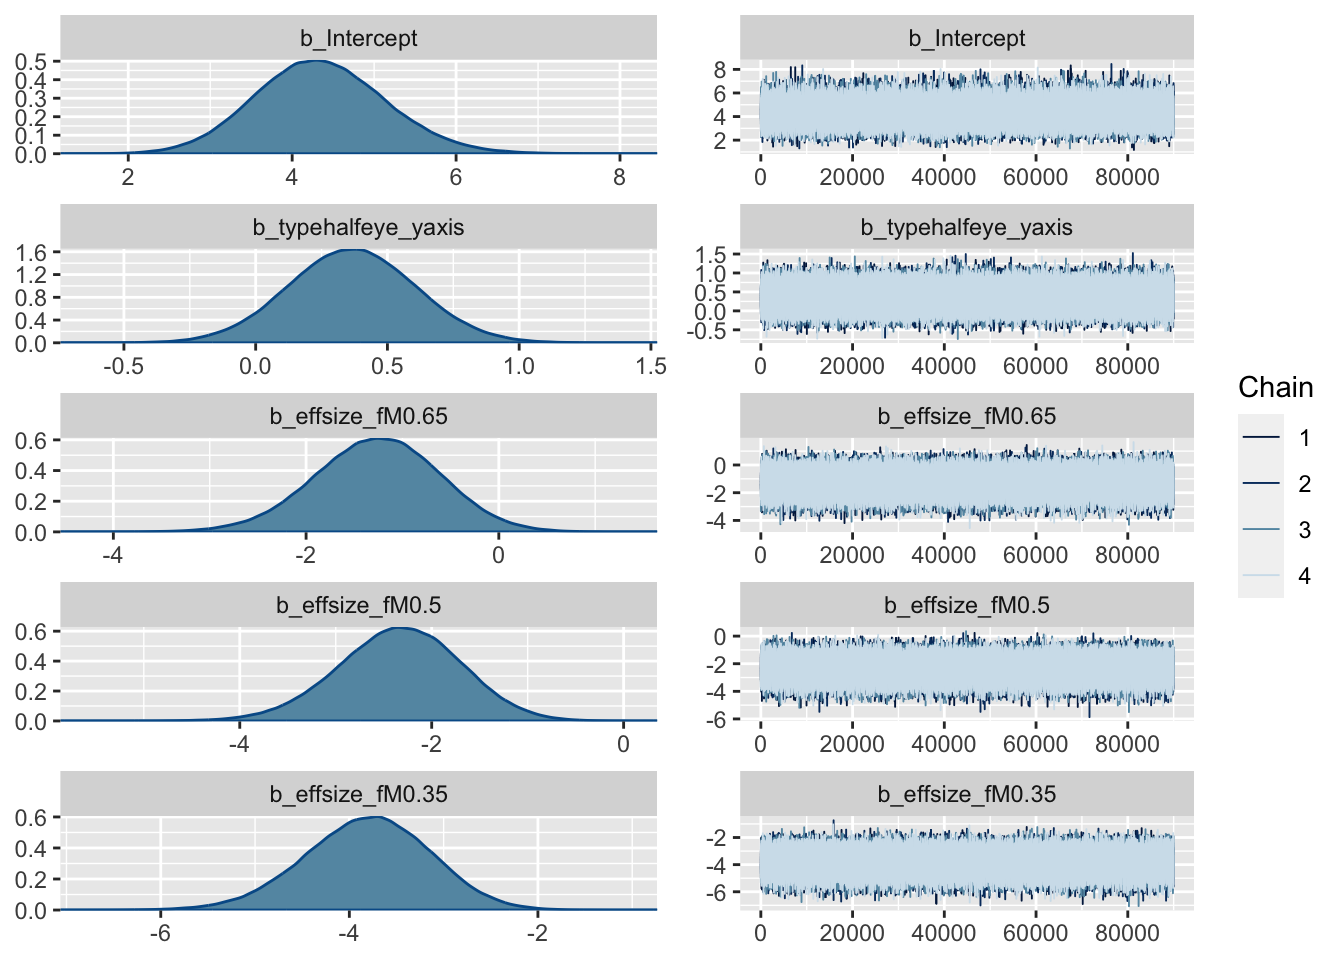 b_Intercept
0.5
0.4
0.3
0.2
0.1
0.0
2 4 6 8
b_Intercept
8
6
4
2
0 20000 40000 60000 80000
b_typehalfeye_yaxis
1.6
1.2
0.8
0.4
0.0
-0.5 0.0 0.5 1.0 1.5
b_typehalfeye_yaxis
1.5
1.0
0.5
0.0
-0.5
0 20000 40000 60000 80000
b_effsize_fM0.65
0.6
0.4
0.2
0.0
-4 -2 0
b_effsize_fM0.65
0
-2
-4
0 20000 40000 60000 80000
b_effsize_fM0.5
0.6
0.4
0.2
0.0
-4 -2 0
b_effsize_fM0.5
0
-2
-4
-6
0 20000 40000 60000 80000
b_effsize_fM0.35
0.6
0.4
0.2
0.0
-6 -4 -2
b_effsize_fM0.35
-2
-4
-6
0 20000 40000 60000 80000
Chain
1
2
3
4